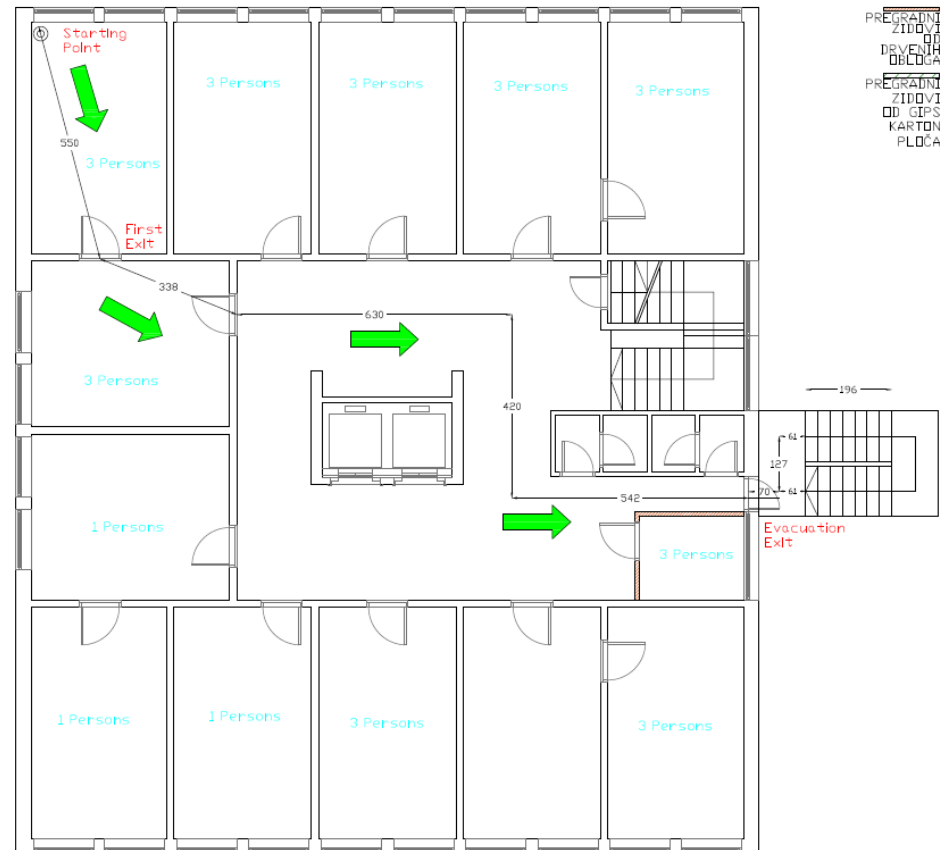 PREGRADNI
ZIDOVI
OD
DRVENIH
OBLOGA
PREGRADNI
ZIDOVI
OD GIPS
KARTON
PLOČA
Starting
Point
3 Persons
3 Persons
3 Persons
3 Persons
550
3 Persons
First
Exit
338
630
3 Persons
420
196
61
127
542
70
61
1 Persons
Evacuation
Exit
3 Persons
1 Persons
1 Persons
3 Persons
3 Persons